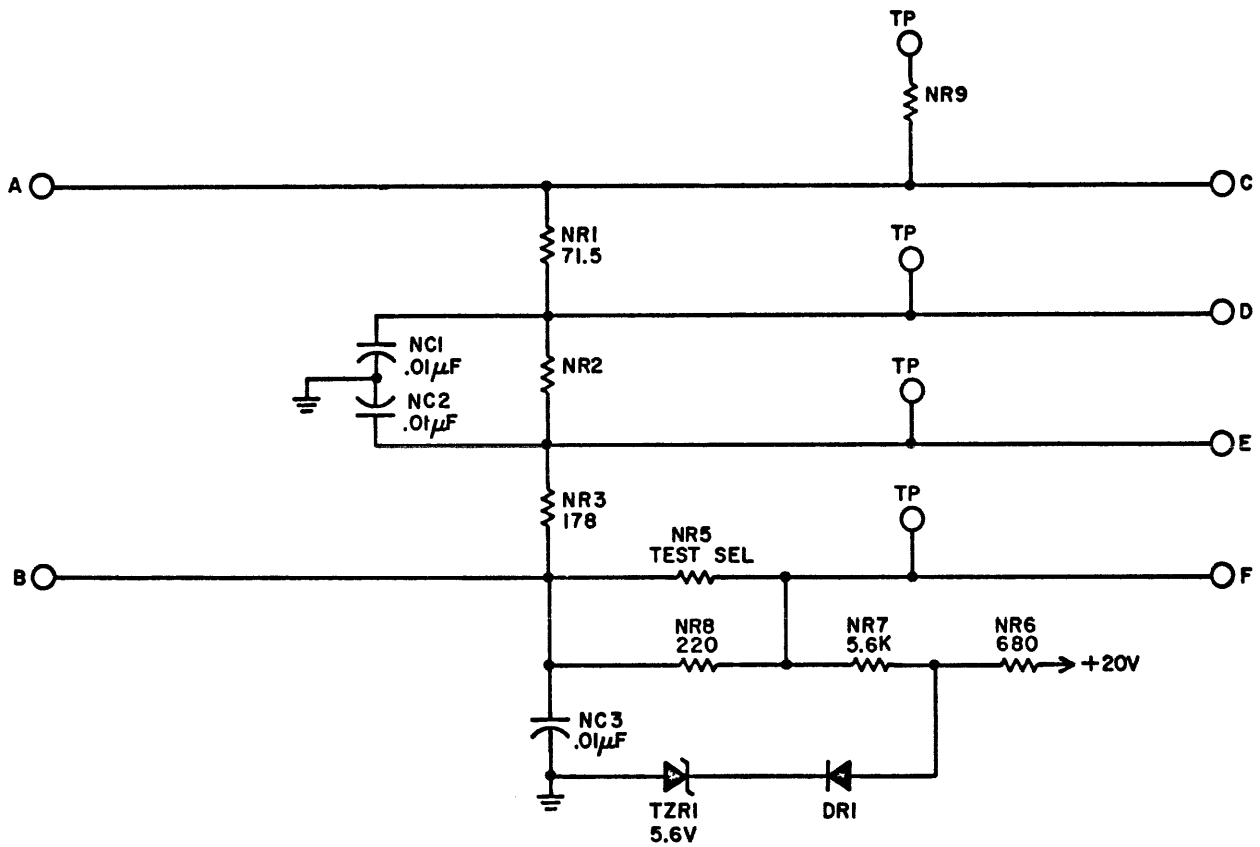 TP
NR9
A
C
NR1
71.5
TP
D
NC1
.01µF
NR2
NC2
.01µF
TP
E
NR3
178
NR5
TEST SEL
TP
B
F
NR8
220
NR7
5.6K
NR6
680
+20V
NC3
.01µF
TZR1
5.6V
DR1